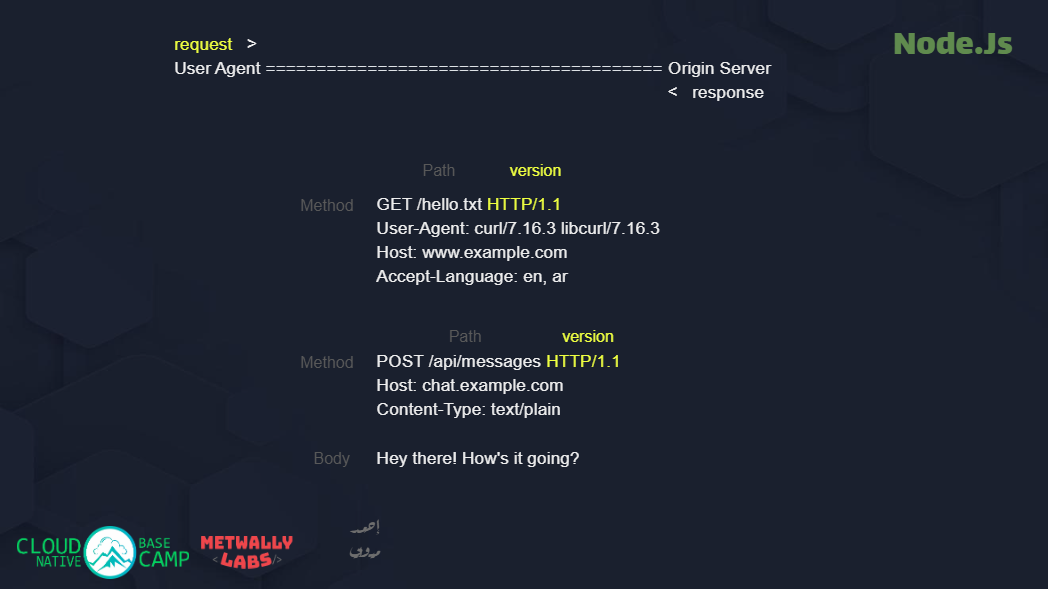 request >
Node.Js
User Agent ======================================= Origin Server
< response
Path version
Method GET /hello.txt HTTP/1.1
User-Agent: curl/7.16.3 libcurl/7.16.3
Host: www.example.com
Accept-Language: en, ar
Path version
Method POST /api/messages HTTP/1.1
Host: chat.example.com
Content-Type: text/plain
Body Hey there! How's it going?
CLOUD NATIVE BASE CAMP
METWALLY
<LABS/>
أحمد